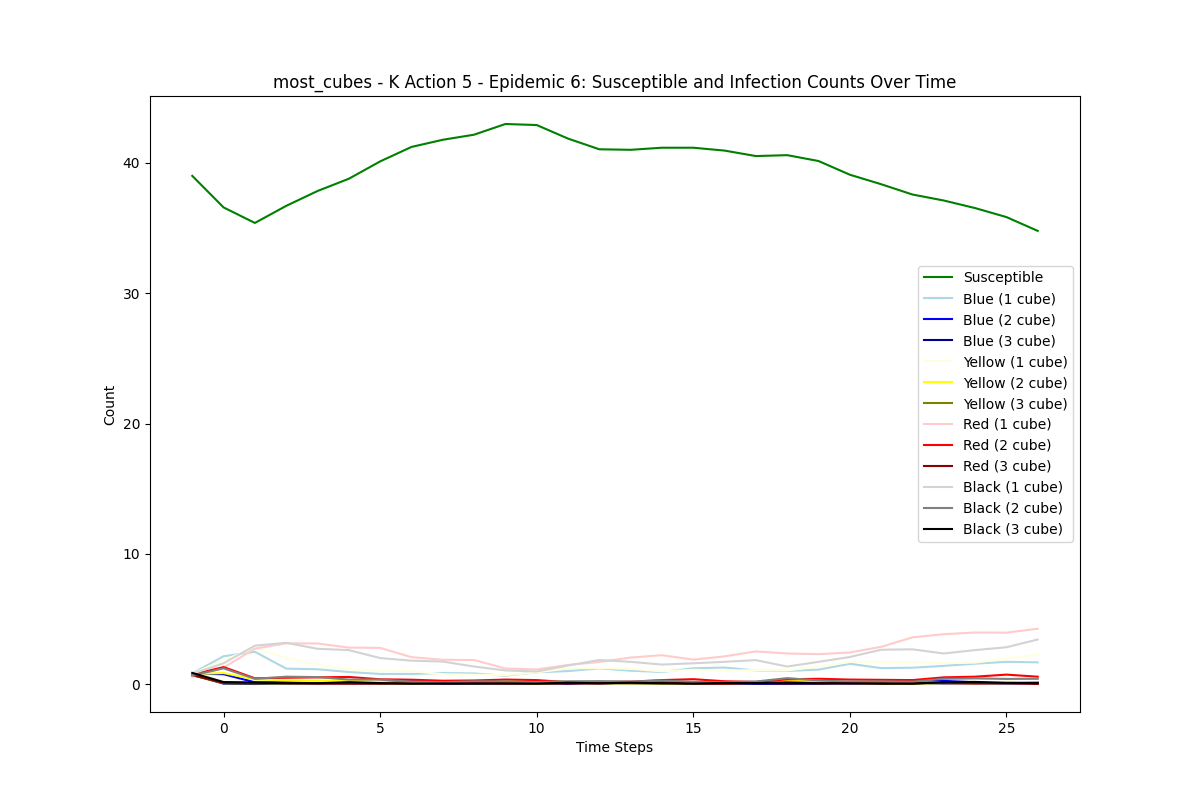 most_cubes - K Action 5 - Epidemic 6: Susceptible and Infection Counts Over Time
Count
40
30
20
10
0
Susceptible
Blue (1 cube)
Blue (2 cube)
Blue (3 cube)
Yellow (1 cube)
Yellow (2 cube)
Yellow (3 cube)
Red (1 cube)
Red (2 cube)
Red (3 cube)
Black (1 cube)
Black (2 cube)
Black (3 cube)
0 5 10 15 20 25
Time Steps